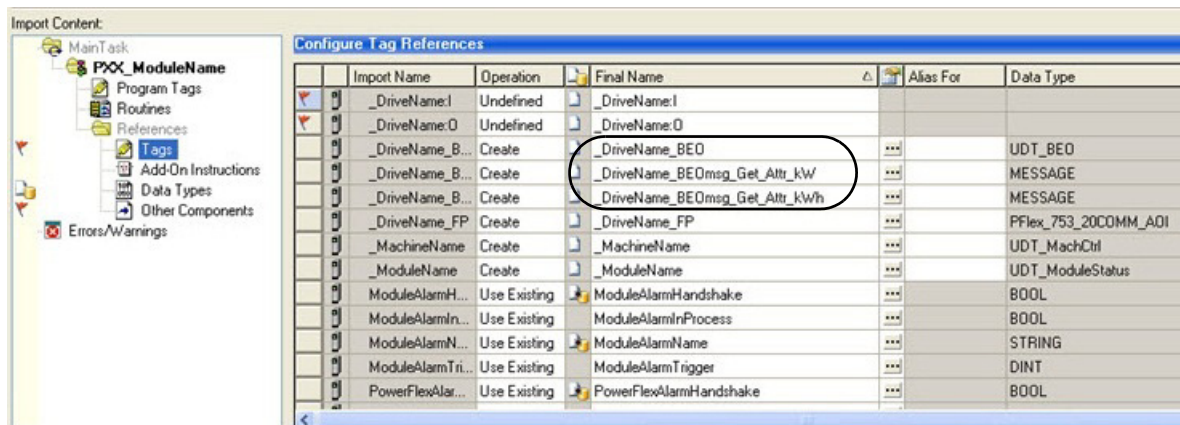 Import Content:
MainTask
PXX_ModuleName
Program Tags
Routines
References
Tags
Add-On Instructions
Data Types
Other Components
Errors/Warnings
Configure Tag References
Import Name Operation Final Name Alias For Data Type
_DriveName:I Undefined _DriveName:I
_DriveName:O Undefined _DriveName:O
_DriveName_B... Create _DriveName_BEO ... UDT_BEO
_DriveName_B... Create _DriveName_BEOmsg_Get_Attr_kW ... MESSAGE
_DriveName_B... Create _DriveName_BEOmsg_Get_Attr_kWh ... MESSAGE
_DriveName_FP Create _DriveName_FP ... PFlex_753_20COMM_AOI
_MachineName Create _MachineName ... UDT_MachCtrl
_ModuleName Create _ModuleName ... UDT_ModuleStatus
ModuleAlarmH... Use Existing ModuleAlarmHandshake ... BOOL
ModuleAlarmIn... Use Existing ModuleAlarmInProcess ... BOOL
ModuleAlarmN... Use Existing ModuleAlarmName ... STRING
ModuleAlarmTri... Use Existing ModuleAlarmTrigger ... DINT
PowerFlexAlar... Use Existing PowerFlexAlarmHandshake ... BOOL